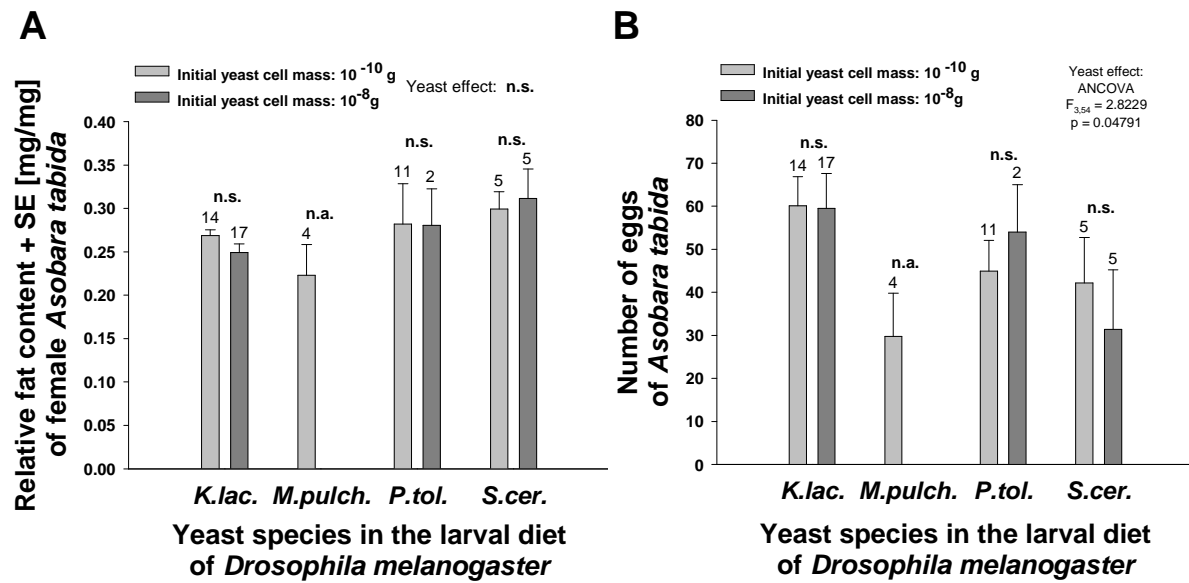 A
Initial yeast cell mass: 10 -10 g
Initial yeast cell mass: 10-8g
Yeast effect: n.s.
Relative fat content + SE [mg/mg]
of female Asobara tabida
0.40
0.35
0.30
0.25
0.20
0.15
0.10
0.05
0.00
n.s.
14
17
n.a.
4
n.s.
11
2
n.s.
5
5
K.lac.
M.pulch.
P.tol.
S.cer.
Yeast species in the larval diet
of Drosophila melanogaster
B
Initial yeast cell mass: 10 -10 g
Initial yeast cell mass: 10-8g
Yeast effect:
ANCOVA
F3,54 = 2.8229
p = 0.04791
Number of eggs
of Asobara tabida
80
70
60
50
40
30
20
10
0
n.s.
14
17
n.a.
4
n.s.
11
2
n.s.
5
5
K.lac.
M.pulch.
P.tol.
S.cer.
Yeast species in the larval diet
of Drosophila melanogaster